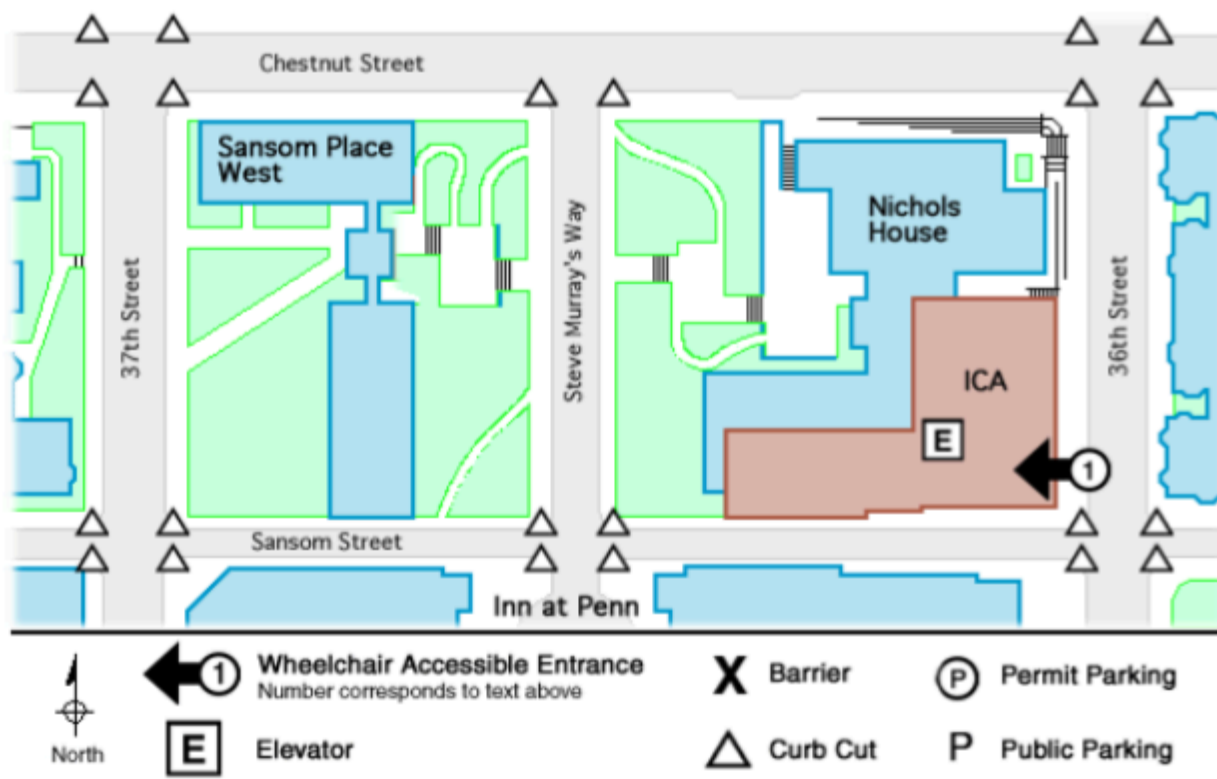 Chestnut Street
Sansom Place
West
Nichols
House
37th Street
Steve Murray's Way
36th Street
ICA
E
1
Sansom Street
Inn at Penn
1
Wheelchair Accessible Entrance
Number corresponds to text above
X
Barrier
P
Permit Parking
North
E
Elevator
Curb Cut
P
Public Parking